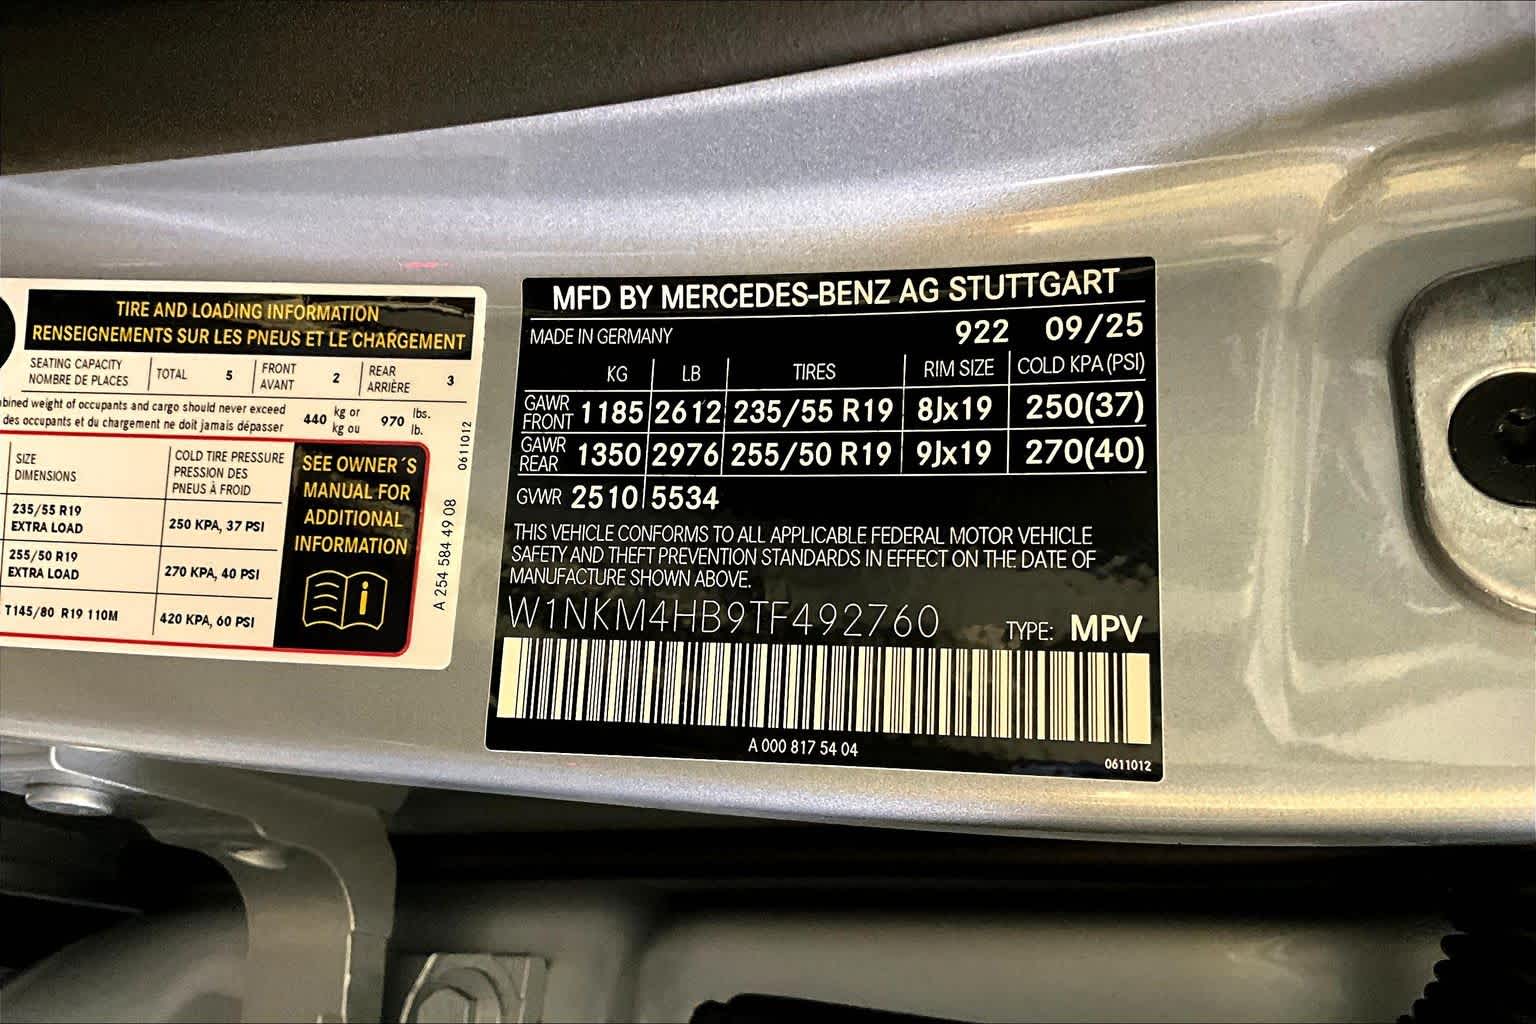 TIRE AND LOADING INFORMATION
RENSEIGNEMENTS SUR LES PNEUS ET LE CHARGEMENT
SEATING CAPACITY
NOMBRE DE PLACES
TOTAL 5
FRONT
AVANT 2
REAR
ARRIÈRE 3
weight of occupants and cargo should never exceed
des occupants et du chargement ne doit jamais dépasser
440 kg or
kg ou
970 lbs.
lb.
SIZE
DIMENSIONS
COLD TIRE PRESSURE
PRESSION DES
PNEUS À FROID
235/55 R19
EXTRA LOAD
250 KPA, 37 PSI
255/50 R19
EXTRA LOAD
270 KPA, 40 PSI
T145/80 R19 110M
420 KPA, 60 PSI
SEE OWNER´S
MANUAL FOR
ADDITIONAL
INFORMATION
i
0611012
A 254 584 49 08
MFD BY MERCEDES-BENZ AG STUTTGART
MADE IN GERMANY 922 09/25
KG LB TIRES RIM SIZE COLD KPA (PSI)
GAWR
FRONT 1185 2612 235/55 R19 8Jx19 250(37)
GAWR
REAR 1350 2976 255/50 R19 9Jx19 270(40)
GVWR 2510 5534
THIS VEHICLE CONFORMS TO ALL APPLICABLE FEDERAL MOTOR VEHICLE
SAFETY AND THEFT PREVENTION STANDARDS IN EFFECT ON THE DATE OF
MANUFACTURE SHOWN ABOVE.
W1NKM4HB9TF492760 TYPE: MPV
A 000 817 54 04
0611012